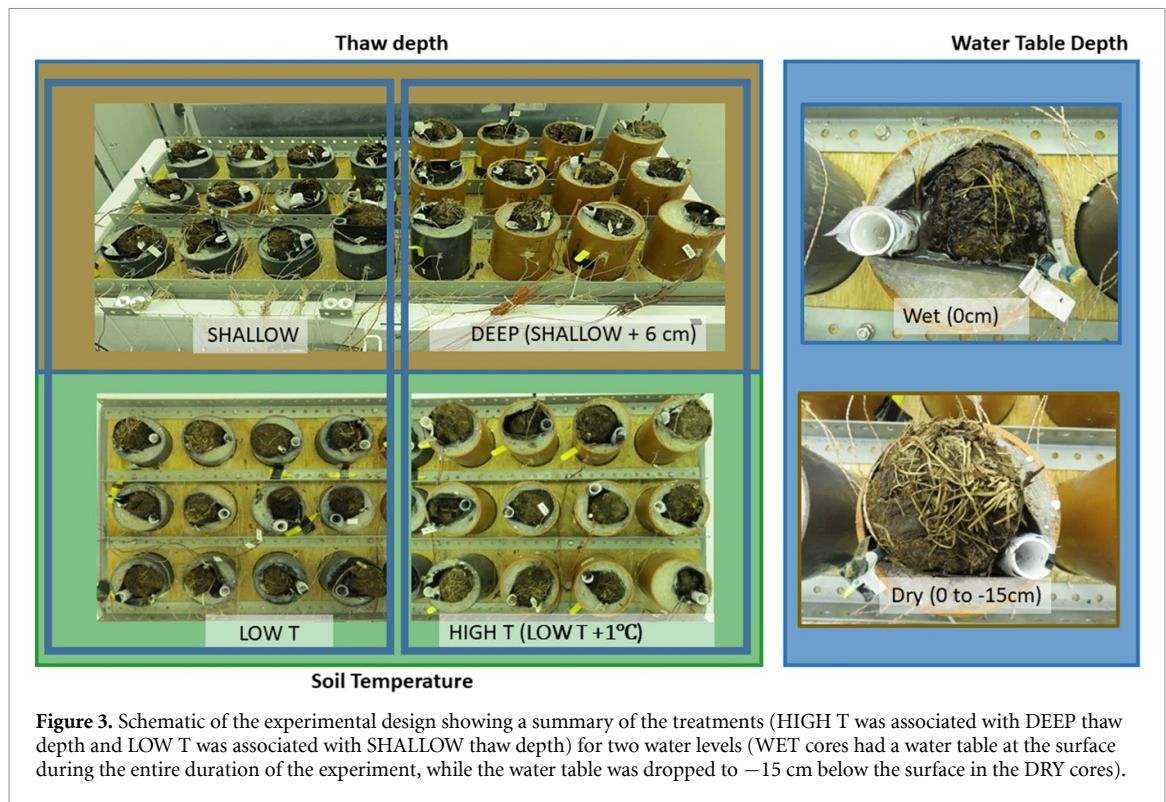 Thaw depth
Water Table Depth
SHALLOW
DEEP (SHALLOW + 6 cm)
Wet (0cm)
Dry (0 to -15cm)
LOW T
HIGH T (LOW T +1°C)
Soil Temperature
Figure 3. Schematic of the experimental design showing a summary of the treatments (HIGH T was associated with DEEP thaw
depth and LOW T was associated with SHALLOW thaw depth) for two water levels (WET cores had a water table at the surface
during the entire duration of the experiment, while the water table was dropped to −15 cm below the surface in the DRY cores).